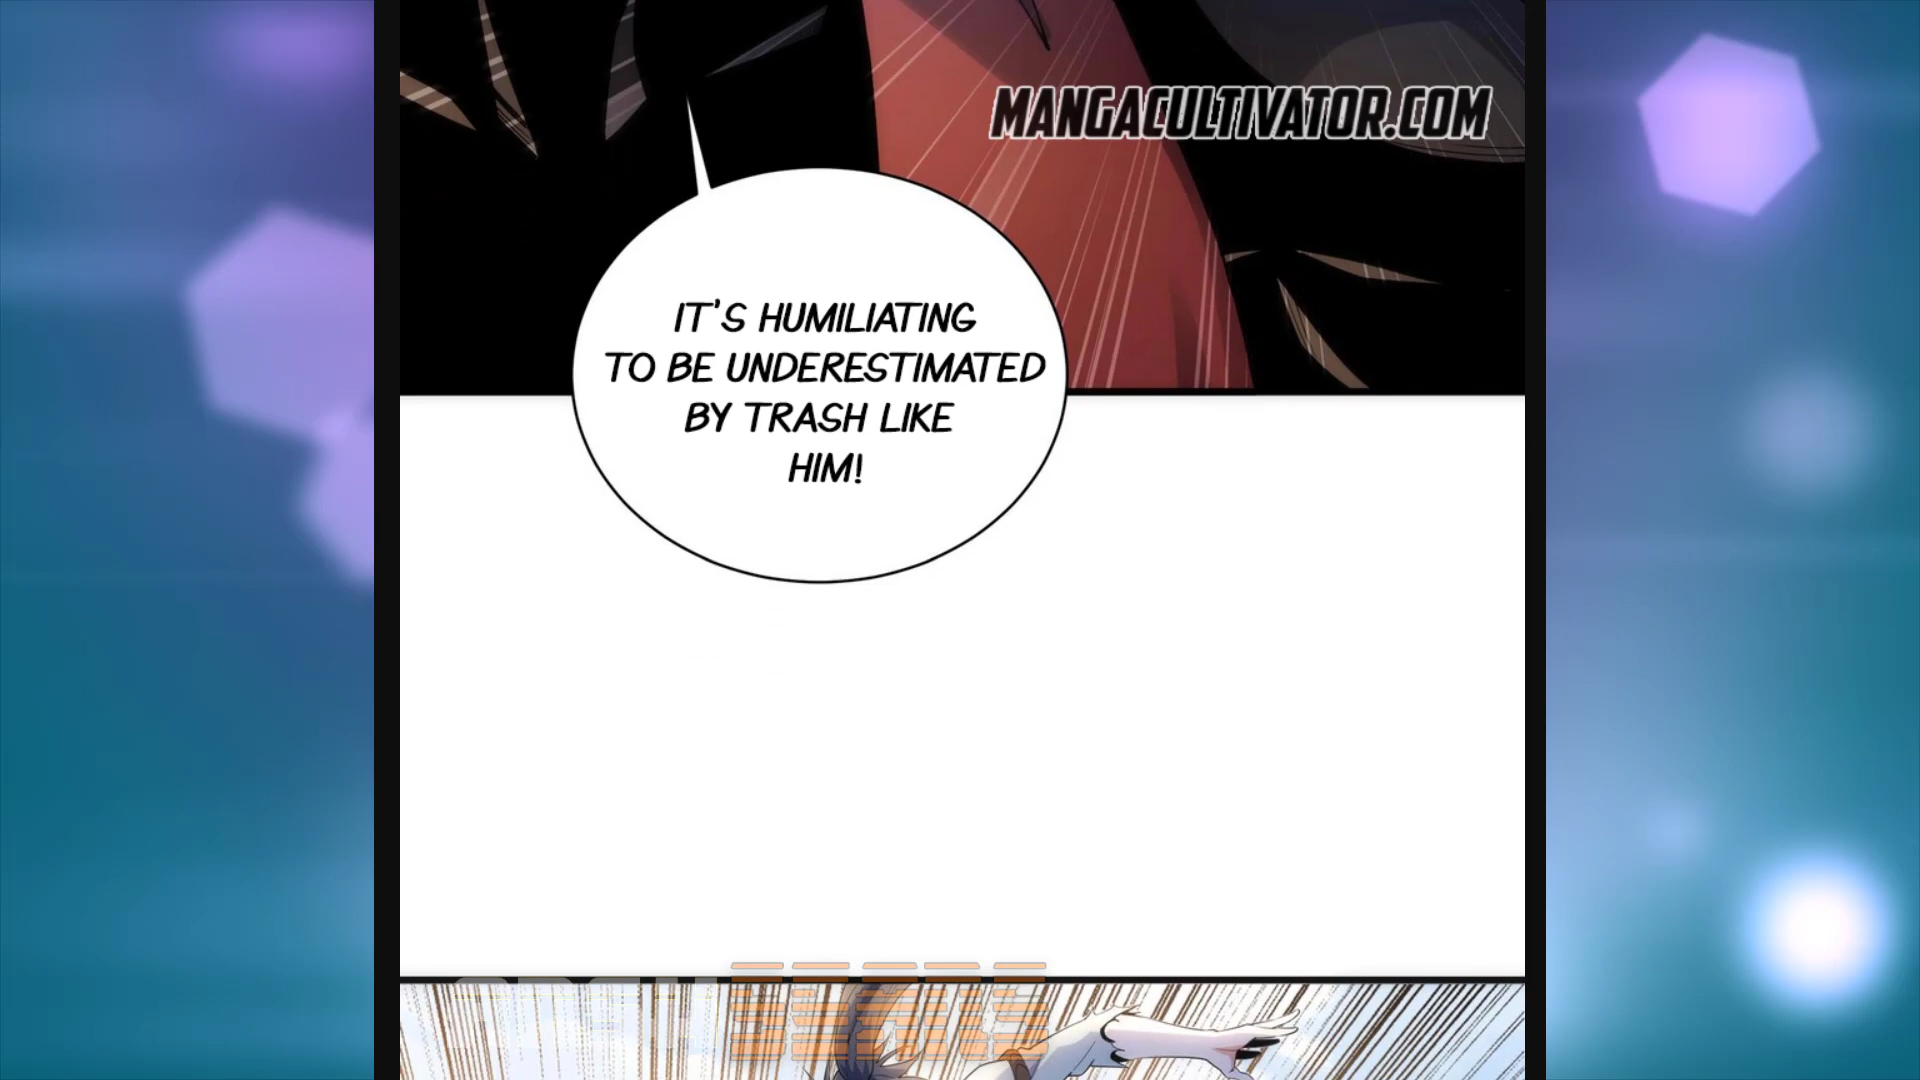 MANGACULTIVATOR.COM
IT'S HUMILIATING
TO BE UNDERESTIMATED
BY TRASH LIKE
HIM!